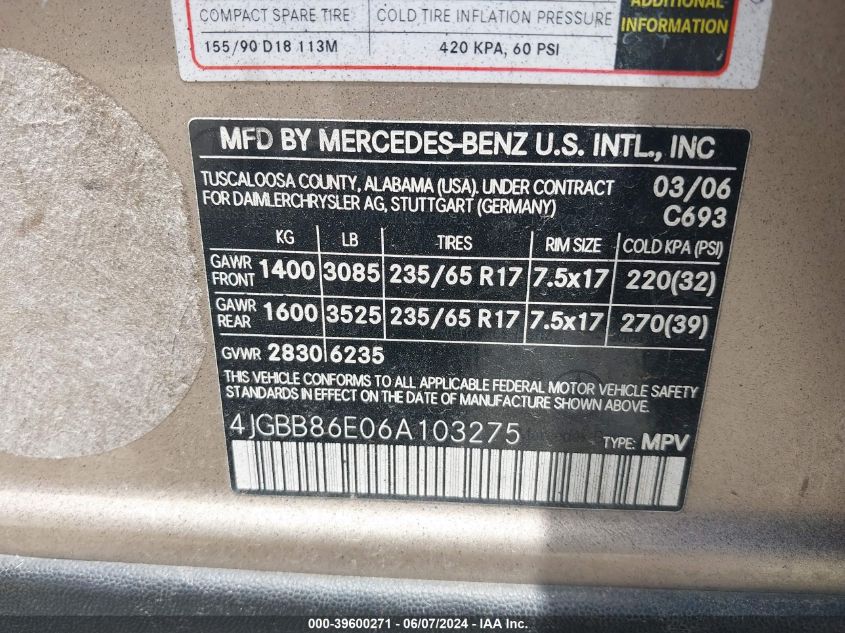 COMPACT SPARE TIRE COLD TIRE INFLATION PRESSURE
ADDITIONAL
INFORMATION
155/90 D18 113M 420 KPA, 60 PSI
MFD BY MERCEDES-BENZ U.S. INTL., INC
TUSCALOOSA COUNTY, ALABAMA (USA). UNDER CONTRACT 03/06
FOR DAIMLERCHRYSLER AG, STUTTGART (GERMANY) C693
KG LB TIRES RIM SIZE COLD KPA (PSI)
GAWR FRONT 1400 3085 235/65 R17 7.5x17 220(32)
GAWR REAR 1600 3525 235/65 R17 7.5x17 270(39)
GVWR 2830 6235
THIS VEHICLE CONFORMS TO ALL APPLICABLE FEDERAL MOTOR VEHICLE SAFETY
STANDARDS IN EFFECT ON THE DATE OF MANUFACTURE SHOWN ABOVE.
4JGBB86E06A103275 TYPE: MPV
000-39600271 - 06/07/2024 - IAA Inc.